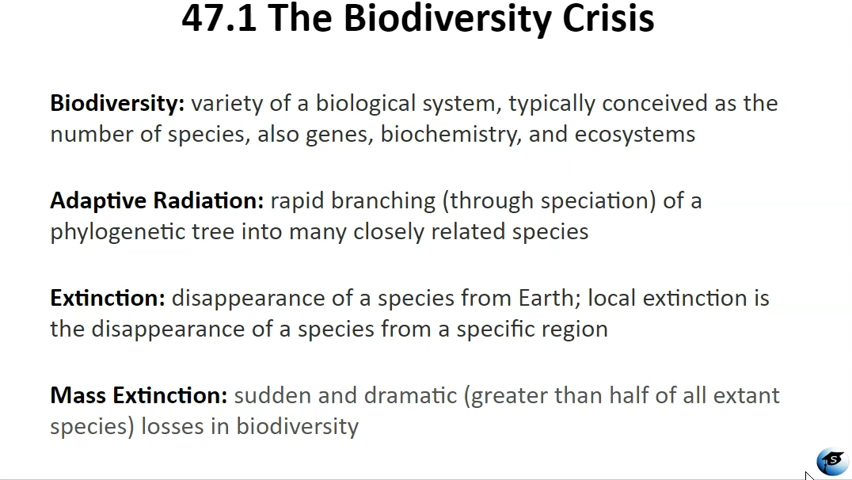 47.1 The Biodiversity Crisis
Biodiversity: variety of a biological system, typically conceived as the
number of species, also genes, biochemistry, and ecosystems
Adaptive Radiation: rapid branching (through speciation) of a
phylogenetic tree into many closely related species
Extinction: disappearance of a species from Earth; local extinction is
the disappearance of a species from a specific region
Mass Extinction: sudden and dramatic (greater than half of all extant
species) losses in biodiversity
S